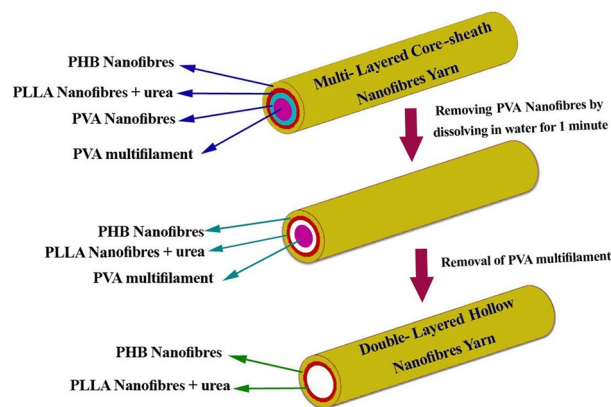 PHB Nanofibres
PLLA Nanofibres + urea
PVA Nanofibres
PVA multifilament
Multi- Layered Core-sheath
Nanofibres Yarn
Removing PVA Nanofibres by
dissolving in water for 1 minute
PHB Nanofibres
PLLA Nanofibres + urea
PVA multifilament
Removal of PVA multifilament
Double- Layered Hollow
Nanofibres Yarn
PHB Nanofibres
PLLA Nanofibres + urea